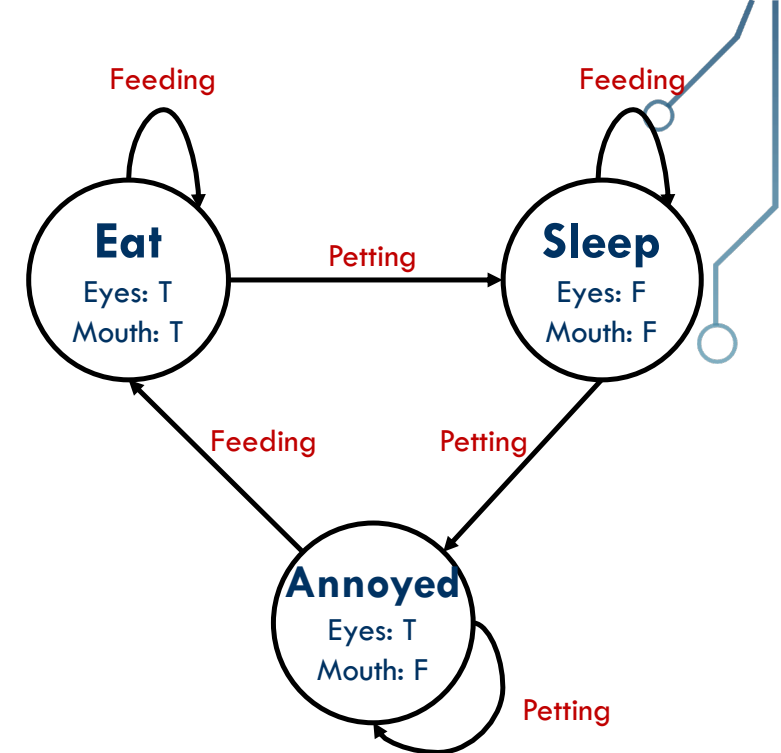 Feeding
Feeding
Eat
Eyes: T
Mouth: T
Petting
Sleep
Eyes: F
Mouth: F
Feeding
Petting
Annoyed
Eyes: T
Mouth: F
Petting